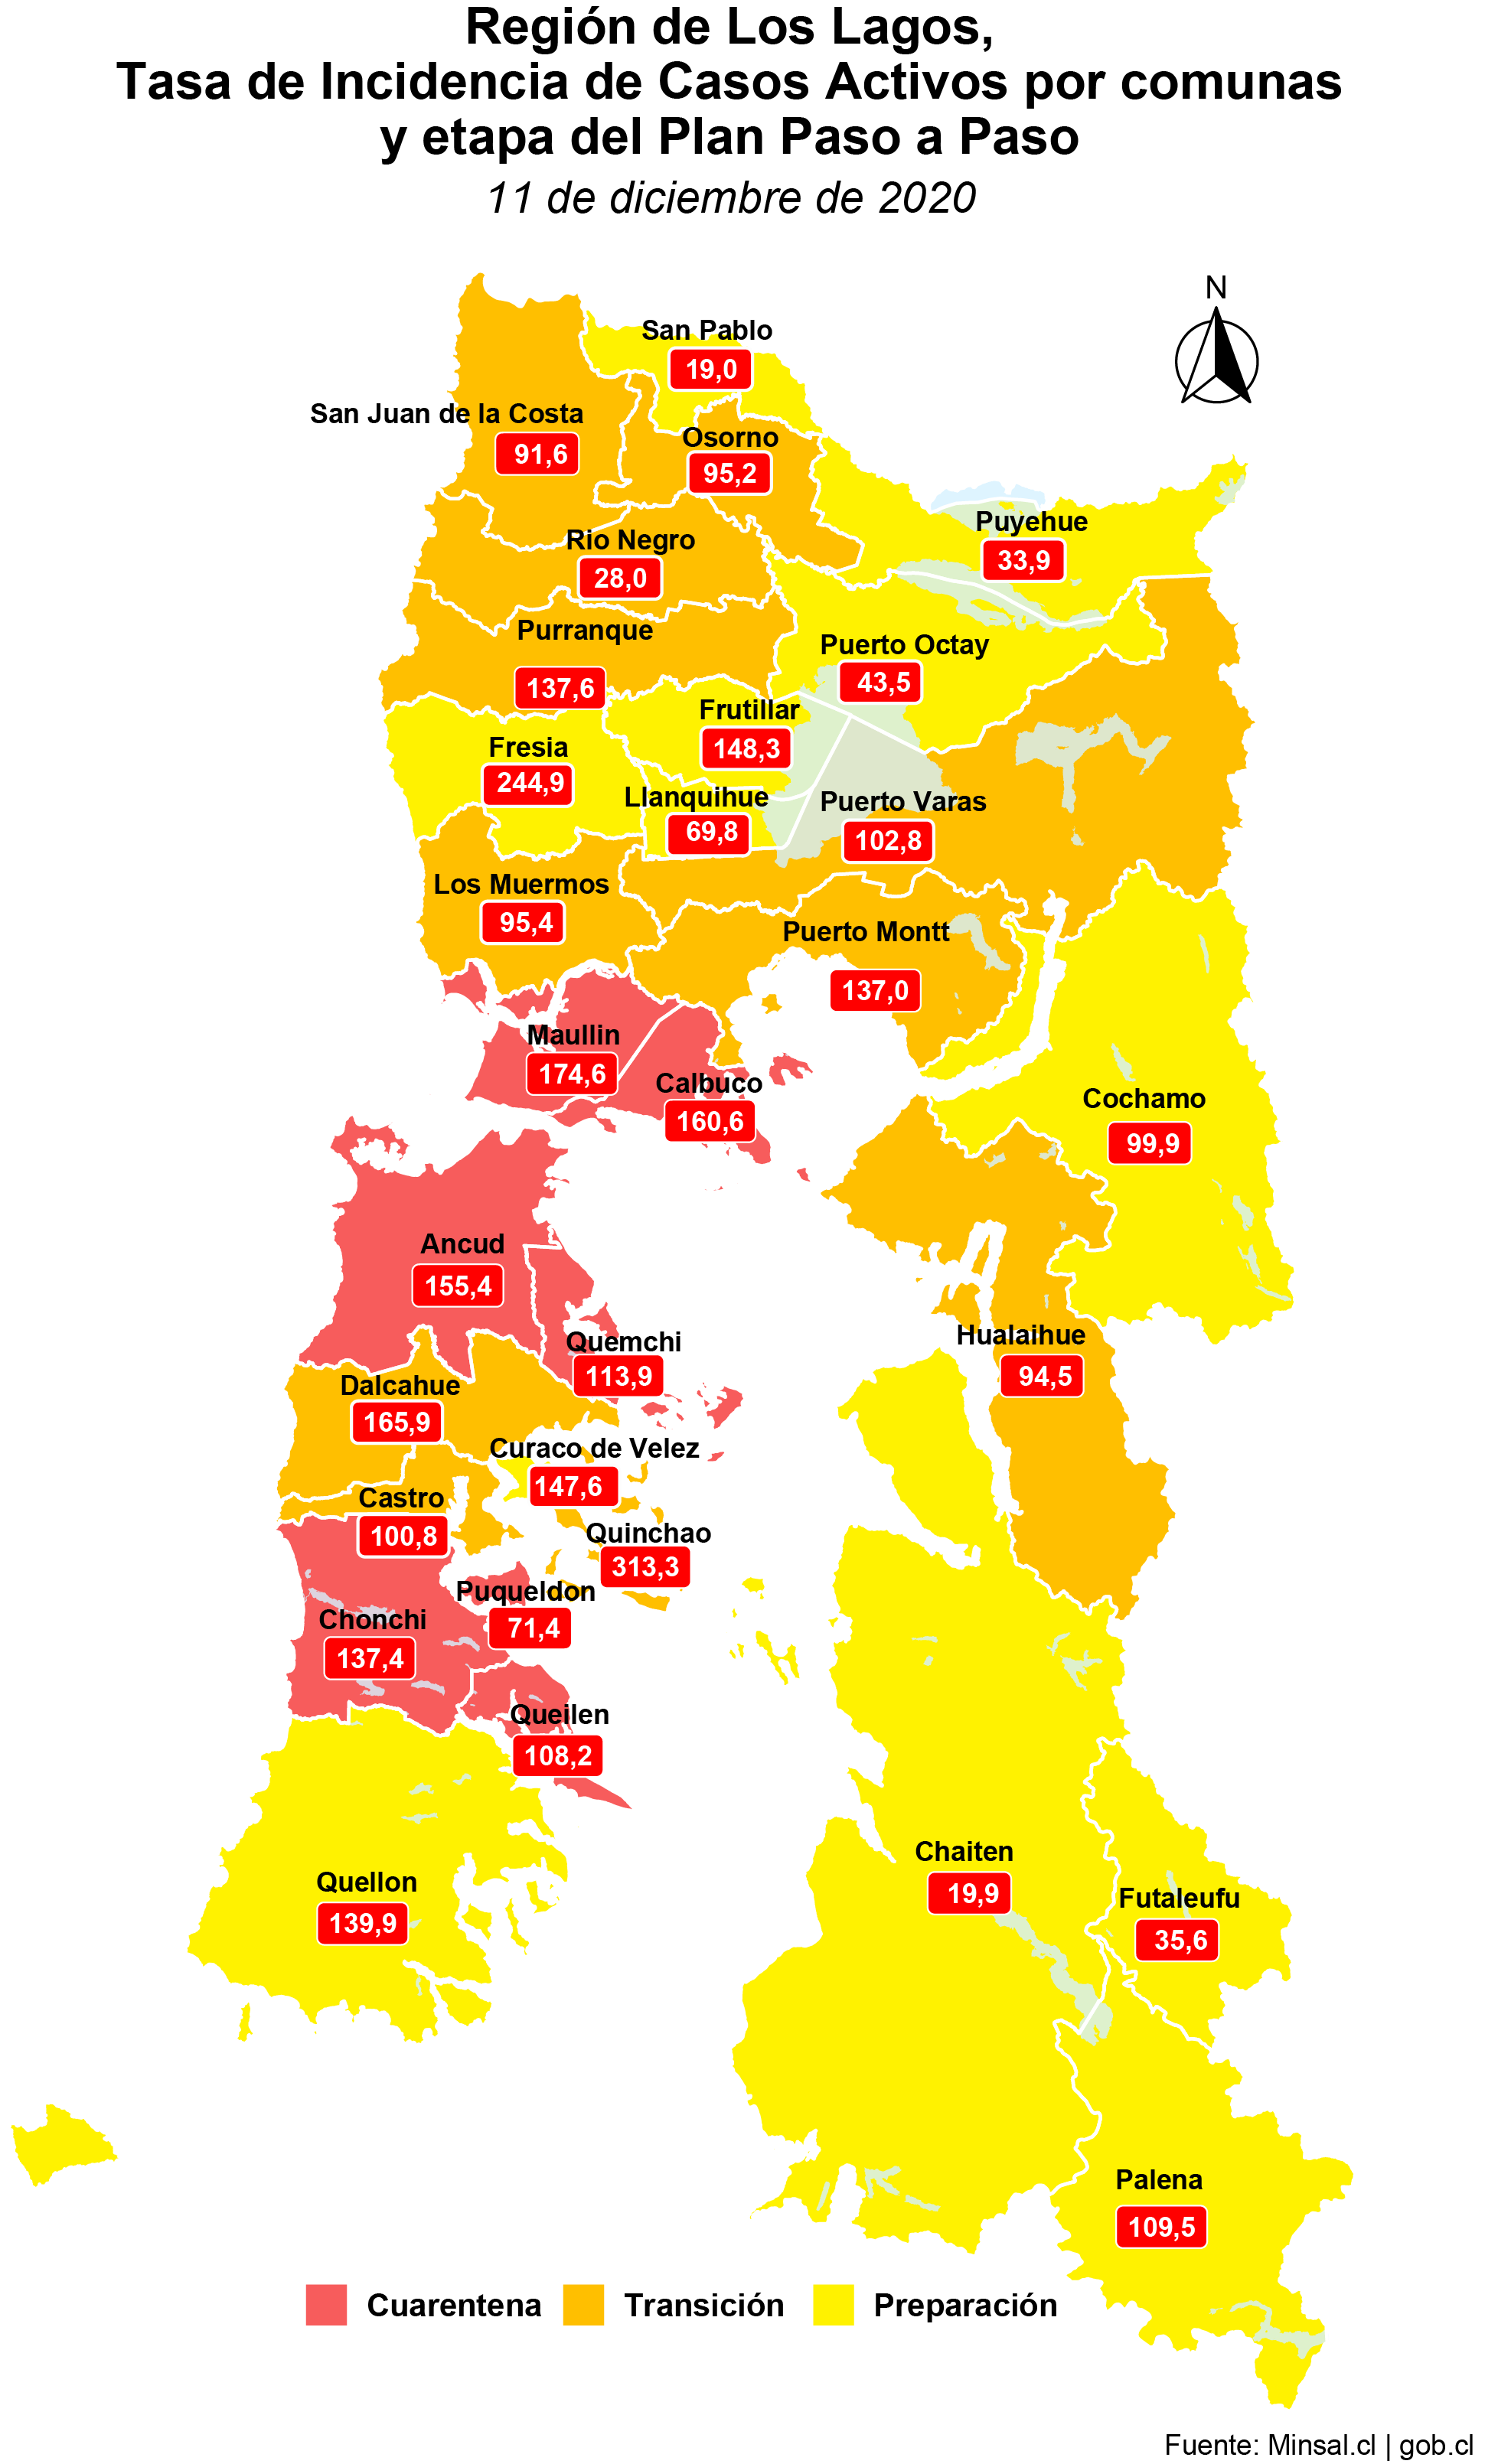 Región de Los Lagos,
Tasa de Incidencia de Casos Activos por comunas
y etapa del Plan Paso a Paso
11 de diciembre de 2020
N
San Pablo
19,0
San Juan de la Costa
91,6
Osorno
95,2
Puyehue
33,9
Rio Negro
28,0
Purranque
137,6
Puerto Octay
43,5
Frutillar
148,3
Fresia
244,9
Llanquihue
69,8
Puerto Varas
102,8
Los Muermos
95,4
Puerto Montt
137,0
Maullin
174,6
Calbuco
160,6
Cochamo
99,9
Ancud
155,4
Quemchi
113,9
Hualaihue
94,5
Dalcahue
165,9
Curaco de Velez
147,6
Castro
100,8
Quinchao
313,3
Puqueldon
71,4
Chonchi
137,4
Queilen
108,2
Chaiten
19,9
Quellon
139,9
Futaleufu
35,6
Palena
109,5
Cuarentena Transición Preparación
Fuente: Minsal.cl | gob.cl